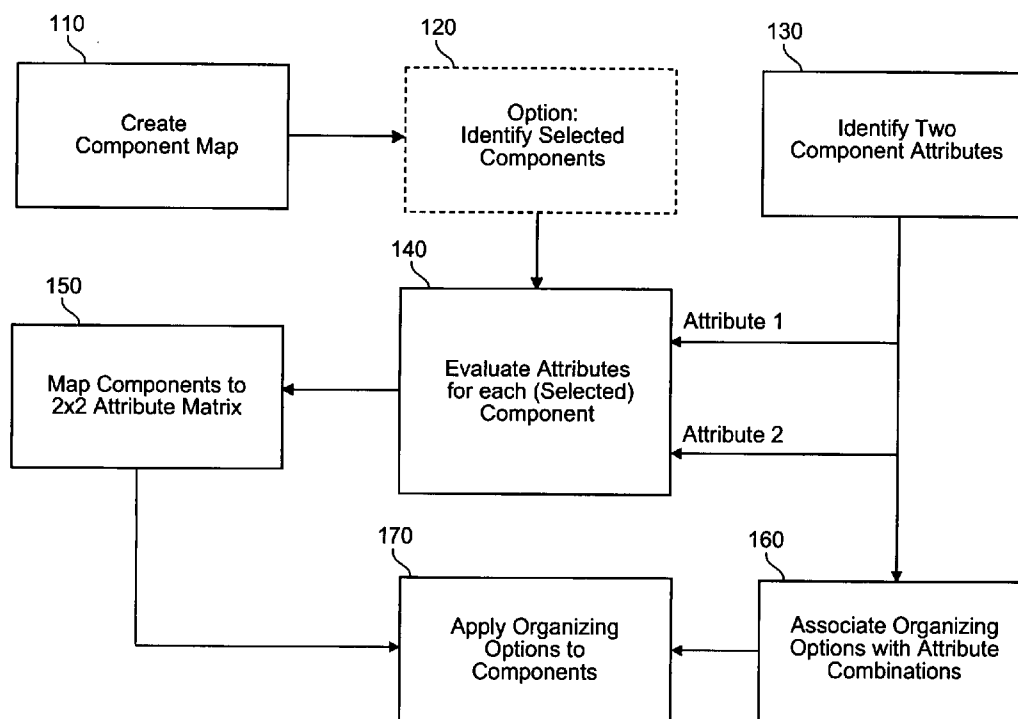 110
Create
Component Map
120
Option:
Identify Selected
Components
130
Identify Two
Component Attributes
140
Evaluate Attributes
for each (Selected)
Component
Attribute 1
Attribute 2
150
Map Components to
2x2 Attribute Matrix
170
Apply Organizing
Options to
Components
160
Associate Organizing
Options with Attribute
Combinations